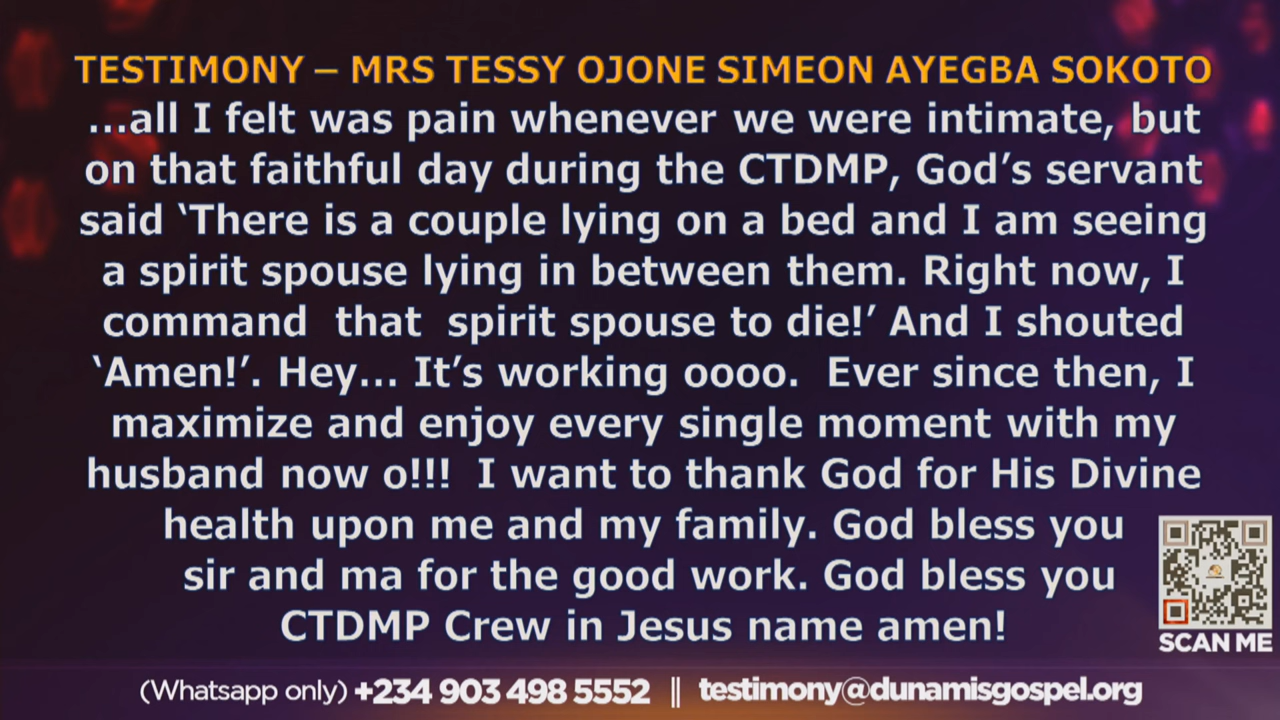 TESTIMONY – MRS TESSY OJONE SIMEON AYEGBA SOKOTO
...all I felt was pain whenever we were intimate, but
on that faithful day during the CTDMP, God’s servant
said ‘There is a couple lying on a bed and I am seeing
a spirit spouse lying in between them. Right now, I
command that spirit spouse to die!’ And I shouted
‘Amen!’. Hey... It’s working oooo. Ever since then, I
maximize and enjoy every single moment with my
husband now o!!! I want to thank God for His Divine
health upon me and my family. God bless you
sir and ma for the good work. God bless you
CTDMP Crew in Jesus name amen!
SCAN ME
(Whatsapp only) +234 903 498 5552 || testimony@dunamisgospel.org